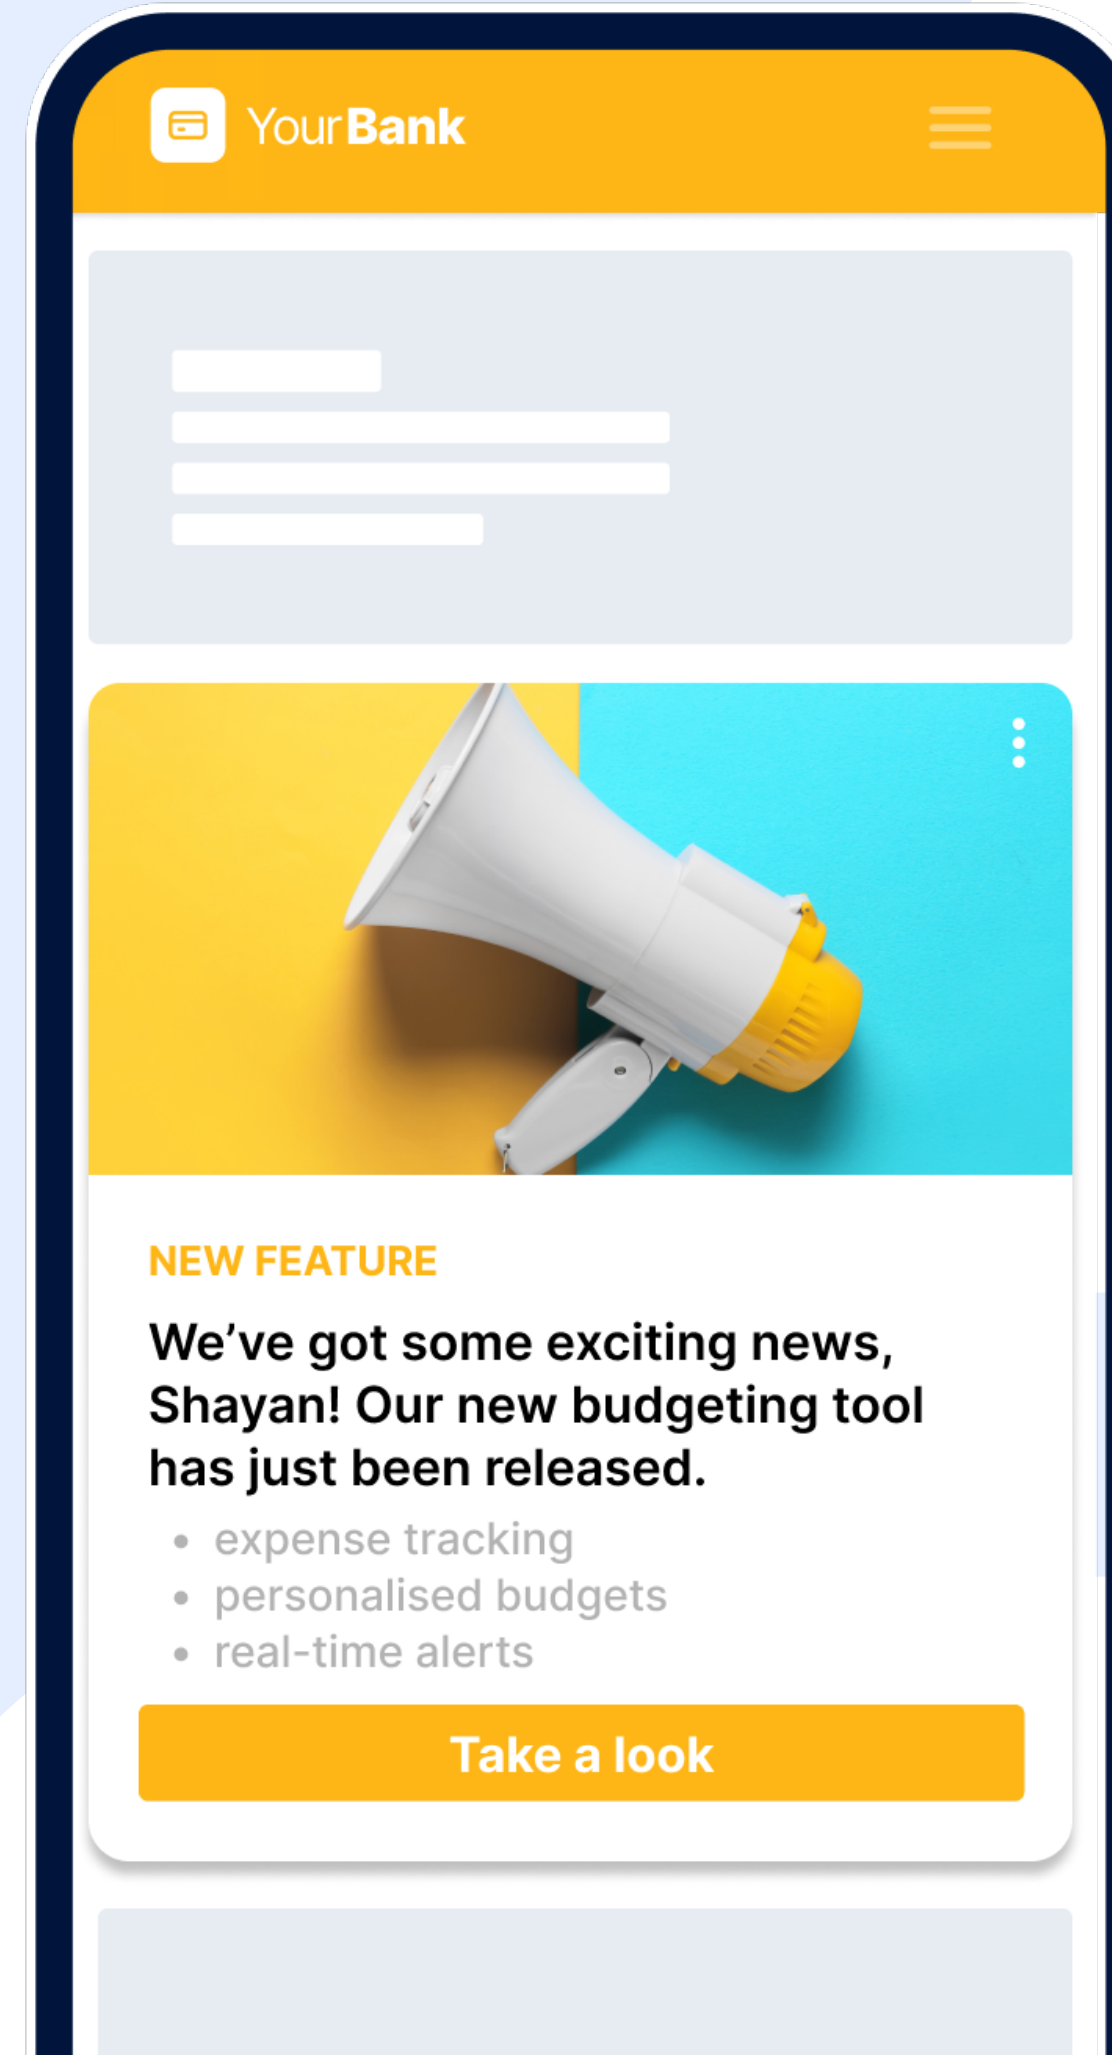 YourBank
NEW FEATURE
We’ve got some exciting news,
Shayan! Our new budgeting tool
has just been released.
• expense tracking
• personalised budgets
• real-time alerts
Take a look